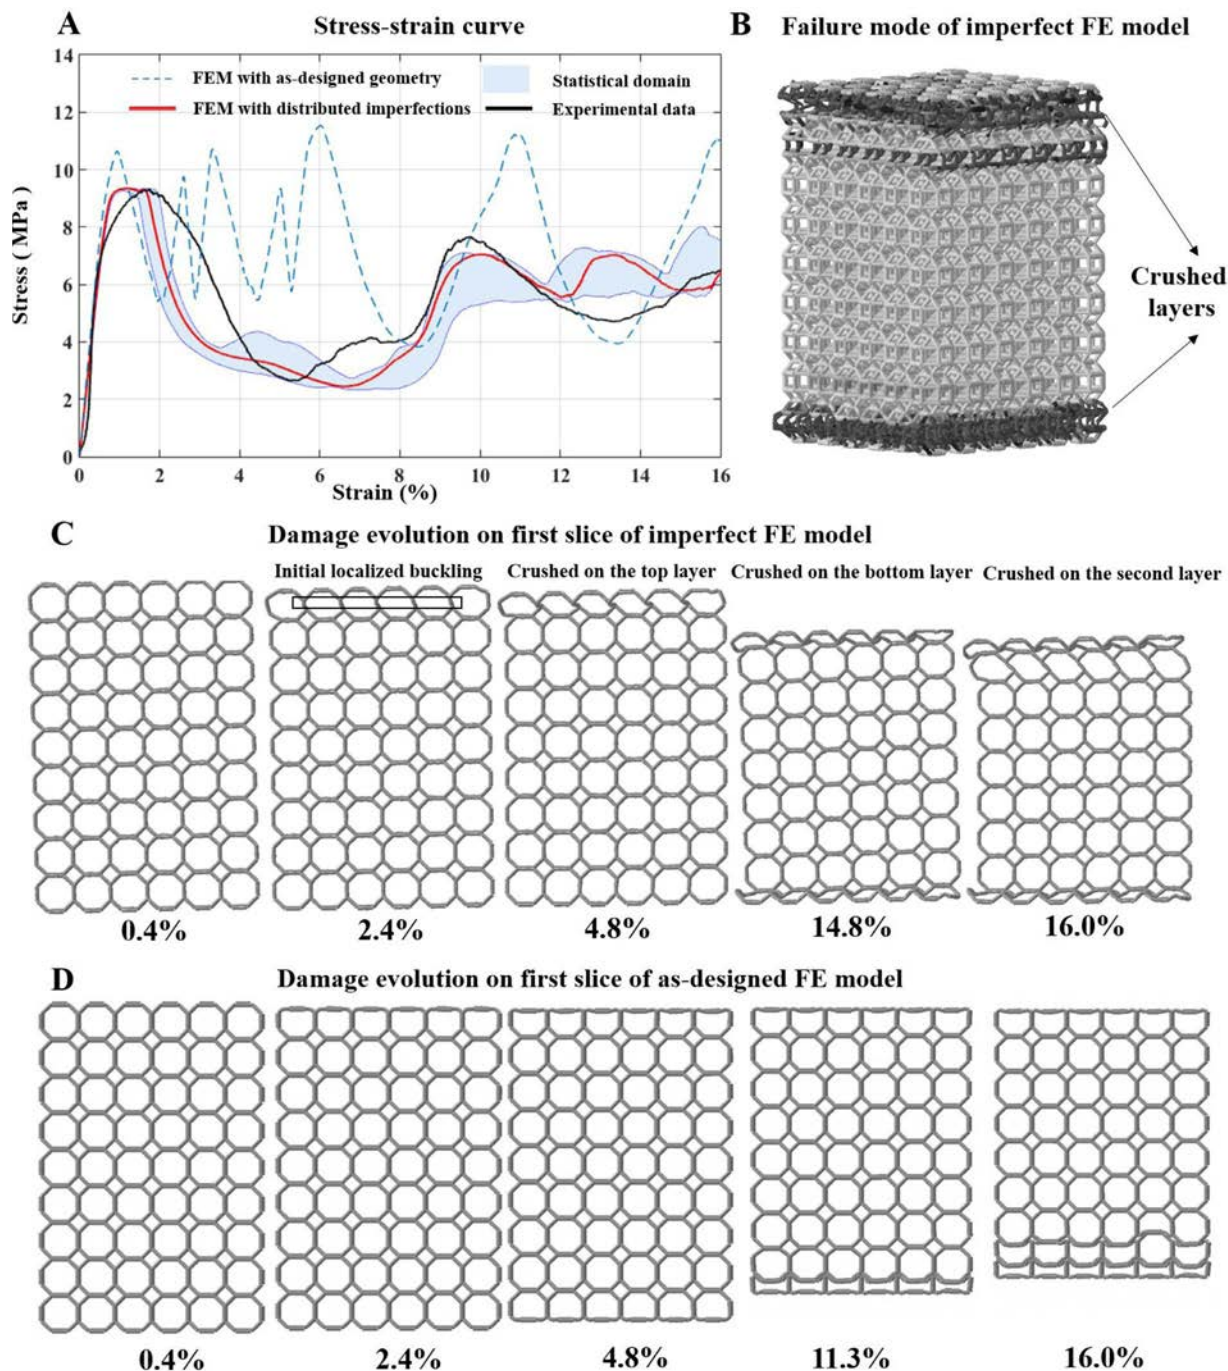 A
Stress-strain curve
14
12
10
8
6
4
2
0
Stress ( MPa )
FEM with as-designed geometry
Statistical domain
FEM with distributed imperfections
Experimental data
0 2 4 6 8 10 12 14 16
Strain (%)
B
Failure mode of imperfect FE model
Crushed
layers
C
Damage evolution on first slice of imperfect FE model
Initial localized buckling
Crushed on the top layer
Crushed on the bottom layer
Crushed on the second layer
0.4%
2.4%
4.8%
14.8%
16.0%
D
Damage evolution on first slice of as-designed FE model
0.4%
2.4%
4.8%
11.3%
16.0%